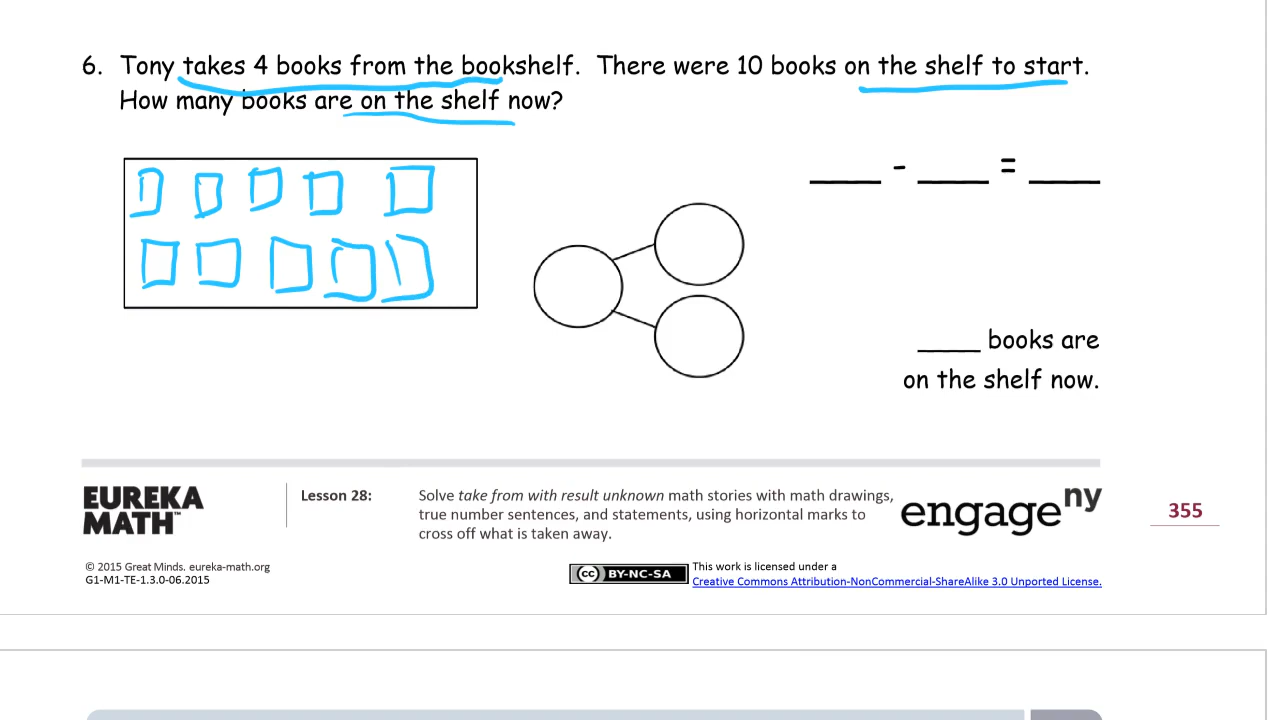 6. Tony takes 4 books from the bookshelf. There were 10 books on the shelf to start.
How many books are on the shelf now?
____ - ____ = ____
____ books are
on the shelf now.
EUREKA
MATH™
Lesson 28:
Solve take from with result unknown math stories with math drawings,
true number sentences, and statements, using horizontal marks to
cross off what is taken away.
engage ny
355
© 2015 Great Minds. eureka-math.org
G1-M1-TE-1.3.0-06.2015
cc BY-NC-SA
This work is licensed under a
Creative Commons Attribution-NonCommercial-ShareAlike 3.0 Unported License.